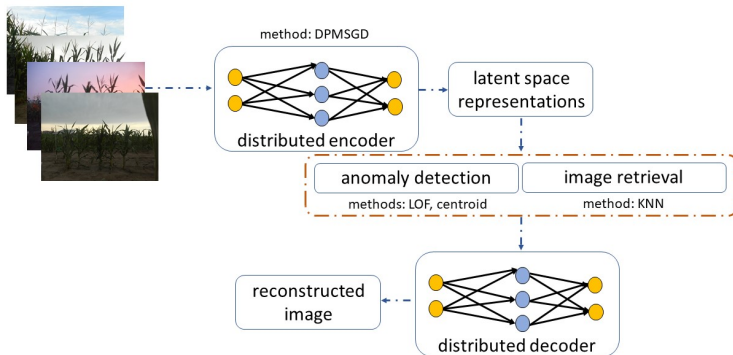 method: DPMSGD
distributed encoder
latent space
representations
anomaly detection
image retrieval
methods: LOF, centroid
method: KNN
reconstructed
image
distributed decoder